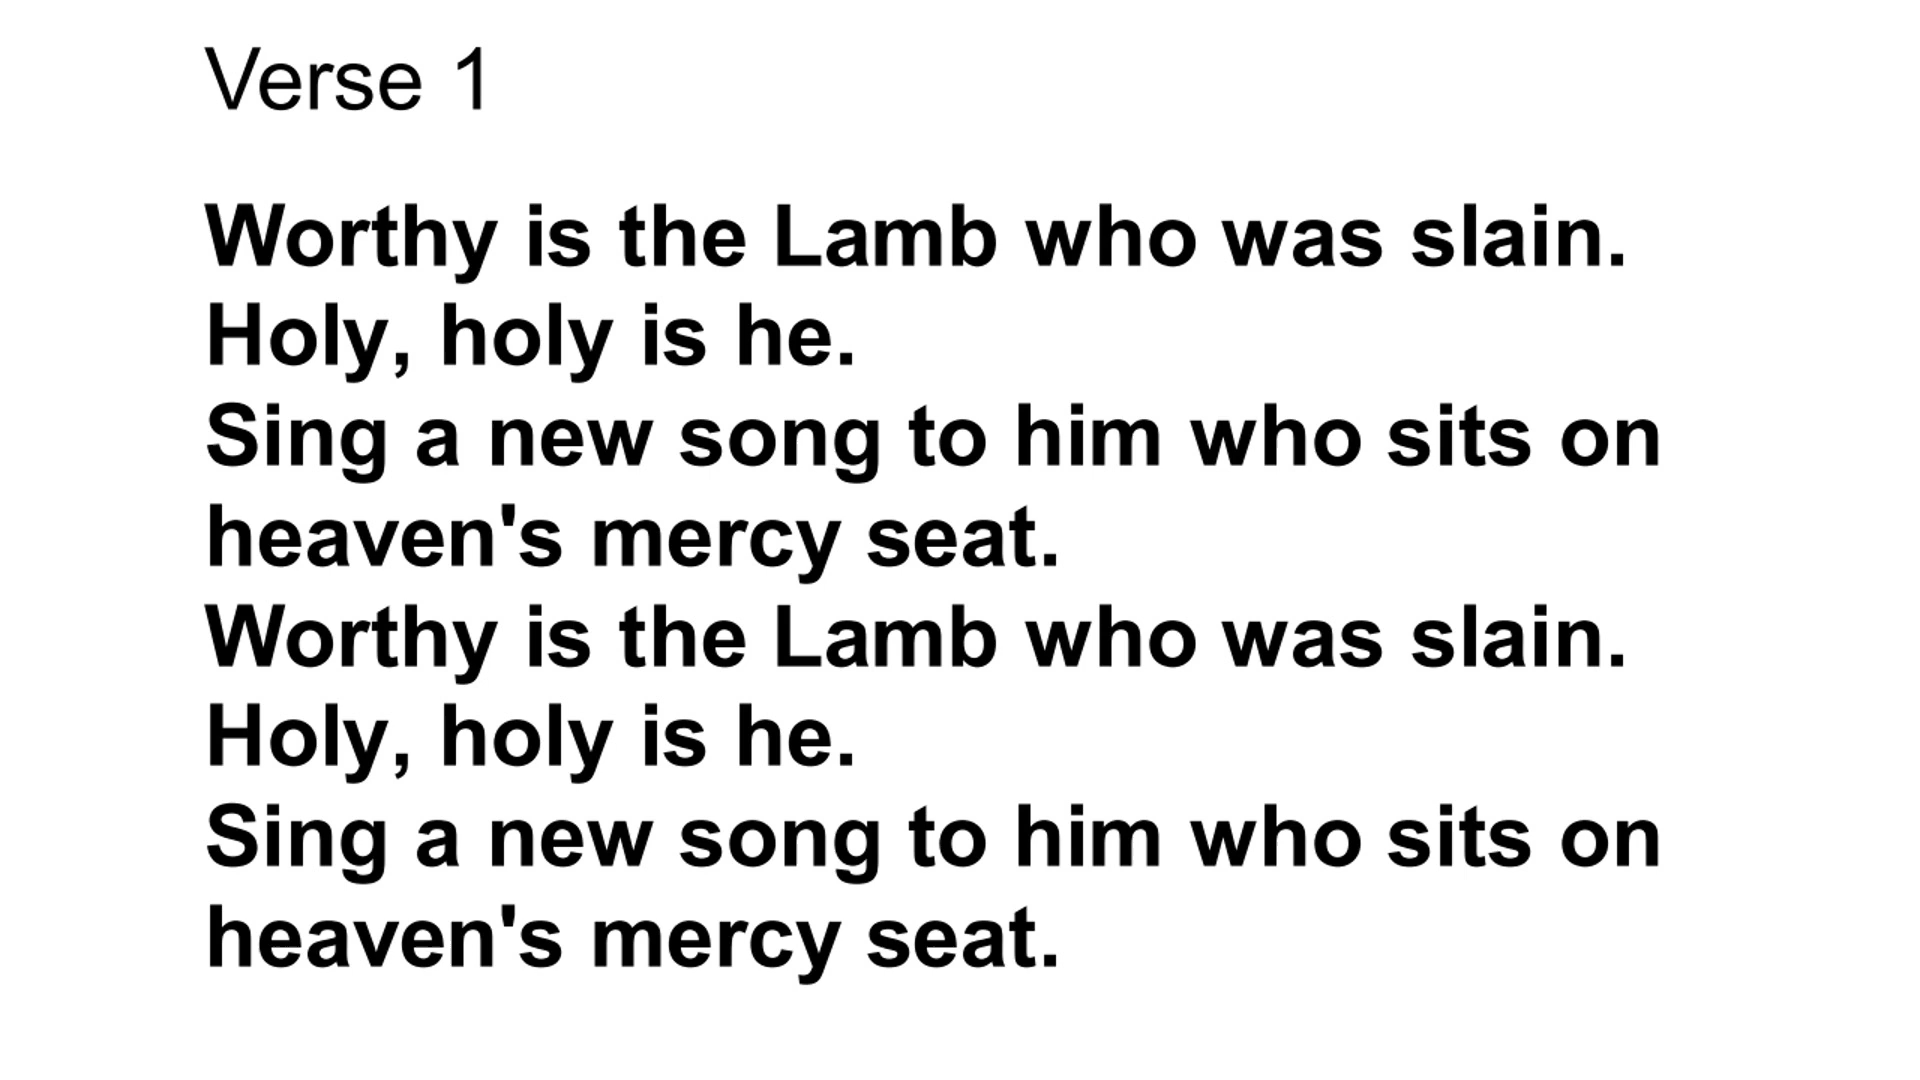 Verse 1
Worthy is the Lamb who was slain.
Holy, holy is he.
Sing a new song to him who sits on
heaven's mercy seat.
Worthy is the Lamb who was slain.
Holy, holy is he.
Sing a new song to him who sits on
heaven's mercy seat.